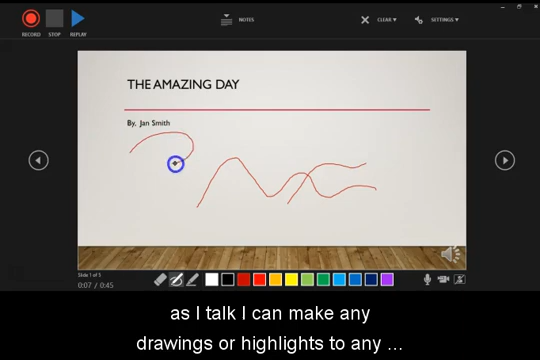 RECORD STOP REPLAY NOTES CLEAR SETTINGS
THE AMAZING DAY
By, Jan Smith
Slide 1 of 5
0:07 / 0:45
as I talk I can make any
drawings or highlights to any ...